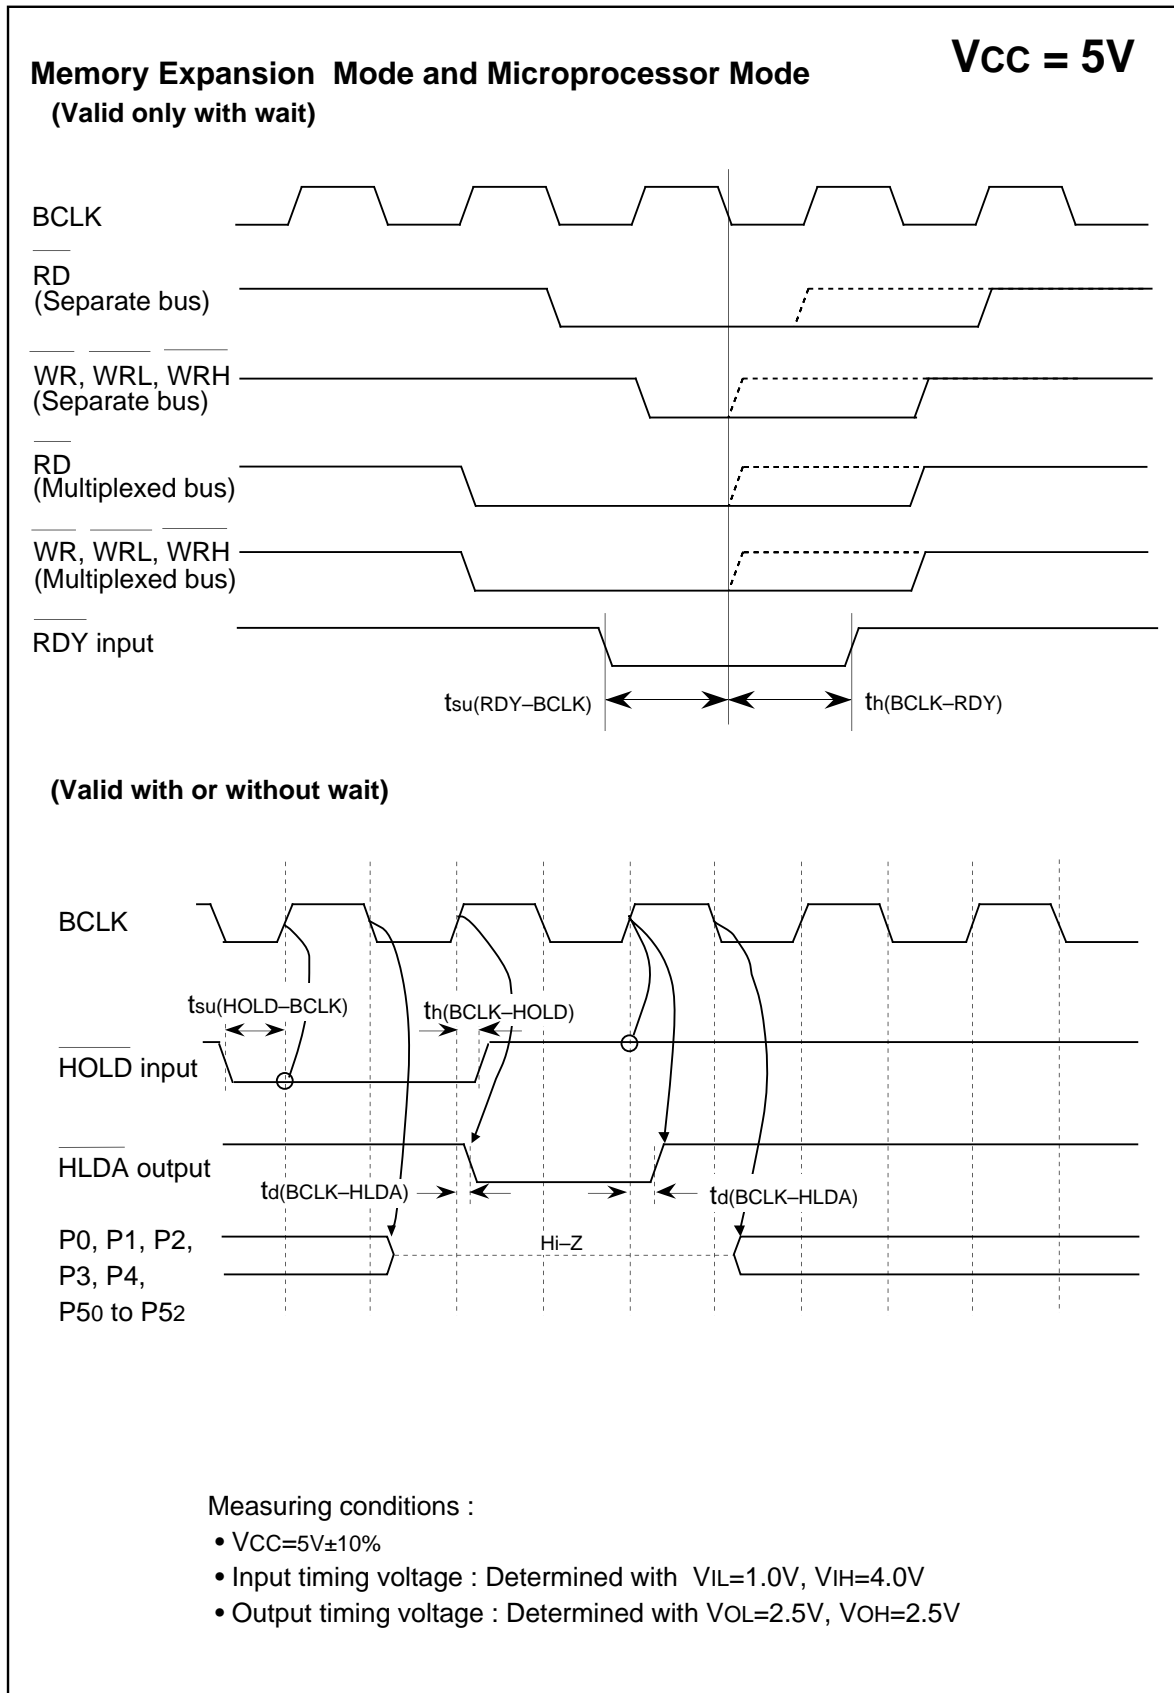 VCC = 5V
Memory Expansion Mode and Microprocessor Mode
(Valid only with wait)
BCLK
RD
(Separate bus)
WR, WRL, WRH
(Separate bus)
RD
(Multiplexed bus)
WR, WRL, WRH
(Multiplexed bus)
RDY input
tsu(RDY–BCLK)
th(BCLK–RDY)
(Valid with or without wait)
BCLK
tsu(HOLD–BCLK)
th(BCLK–HOLD)
HOLD input
HLDA output
td(BCLK–HLDA)
td(BCLK–HLDA)
P0, P1, P2,
P3, P4,
P50 to P52
Hi–Z
Measuring conditions :
• VCC=5V±10%
• Input timing voltage : Determined with VIL=1.0V, VIH=4.0V
• Output timing voltage : Determined with VOL=2.5V, VOH=2.5V